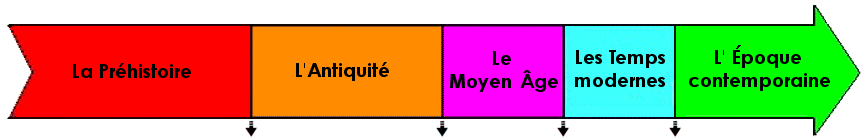 La Préhistoire
L'Antiquité
Le
Moyen Âge
Les Temps
modernes
L' Époque
contemporaine